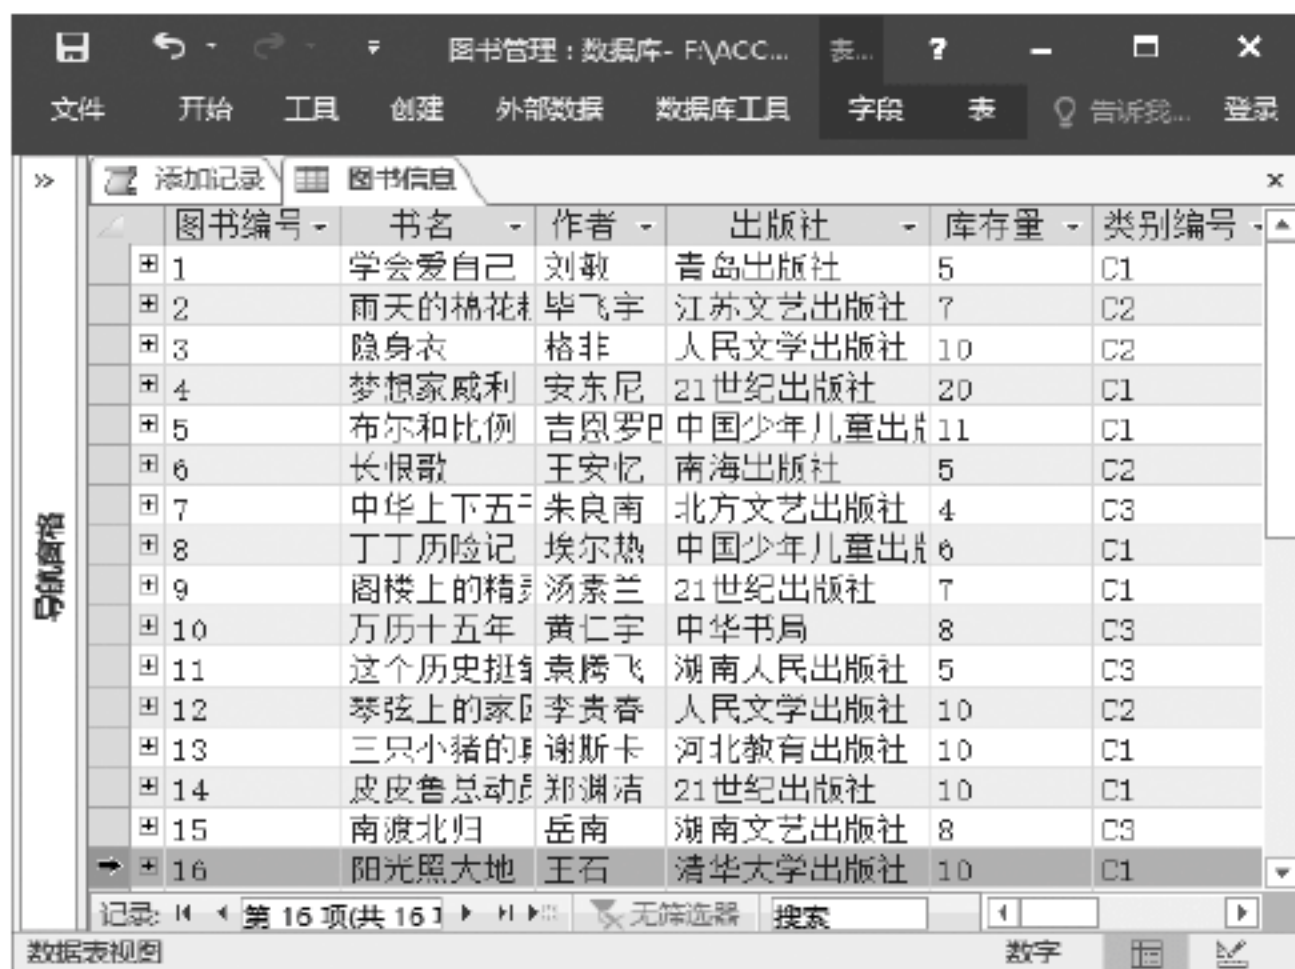 图书管理：数据库- F:\ACC... 表... ?
文件 开始 工具 创建 外部数据 数据库工具 字段 表 告诉我... 登录
» 添加记录 图书信息 ×
图书编号 书名 作者 出版社 库存量 类别编号
1 学会爱自己 刘敏 青岛出版社 5 C1
2 雨天的棉花 毕飞宇 江苏文艺出版社 7 C2
3 隐身衣 格非 人民文学出版社 10 C2
4 梦想家威利 安东尼 21世纪出版社 20 C1
5 布尔和比例 吉恩罗巴 中国少年儿童出版 11 C1
6 长恨歌 王安忆 南海出版社 5 C2
7 中华上下五千 朱良南 北方文艺出版社 4 C3
8 丁丁历险记 埃尔热 中国少年儿童出版 6 C1
9 阁楼上的精灵 汤素兰 21世纪出版社 7 C1
10 万历十五年 黄仁宇 中华书局 8 C3
11 这个历史挺 袁腾飞 湖南人民出版社 5 C3
12 琴弦上的家园 李贵春 人民文学出版社 10 C2
13 三只小猪的真 谢斯卡 河北教育出版社 10 C1
14 皮皮鲁总动员 郑渊洁 21世纪出版社 10 C1
15 南渡北归 岳南 湖南文艺出版社 8 C3
16 阳光照大地 王石 清华大学出版社 10 C1
导航窗格
记录: 第 16 项(共 16 无筛选器 搜索
数据表视图 数字